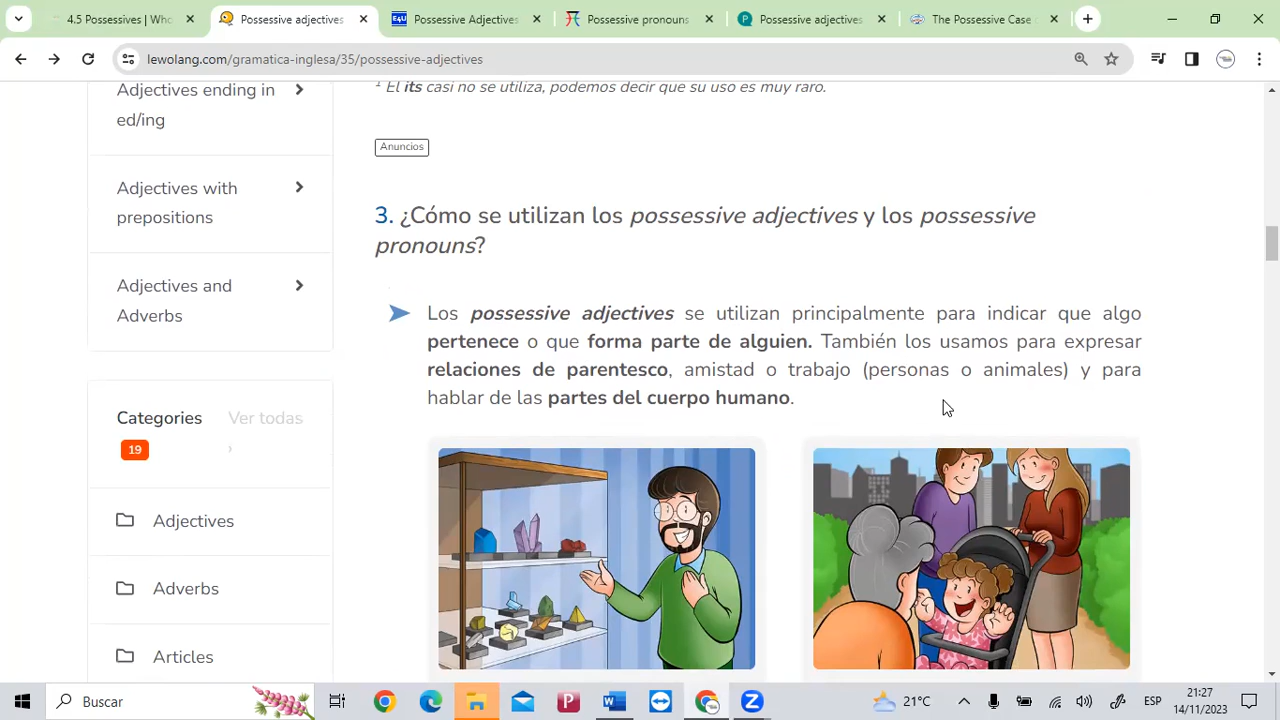 4.5 Possessives | Who
Possessive adjectives
E4U
Possessive Adjectives
Possessive pronouns
Possessive adjectives
The Possessive Case
lewolang.com/gramatica-inglesa/35/possessive-adjectives
Adjectives ending in
ed/ing
Adjectives with
prepositions
Adjectives and
Adverbs
Categories
Ver todas
19
›
Adjectives
Adverbs
Articles
1 El its casi no se utiliza, podemos decir que su uso es muy raro.
Anuncios
3. ¿Cómo se utilizan los possessive adjectives y los possessive
pronouns?
Los possessive adjectives se utilizan principalmente para indicar que algo
pertenece o que forma parte de alguien. También los usamos para expresar
relaciones de parentesco, amistad o trabajo (personas o animales) y para
hablar de las partes del cuerpo humano.
Buscar
21°C
ESP
21:27
14/11/2023